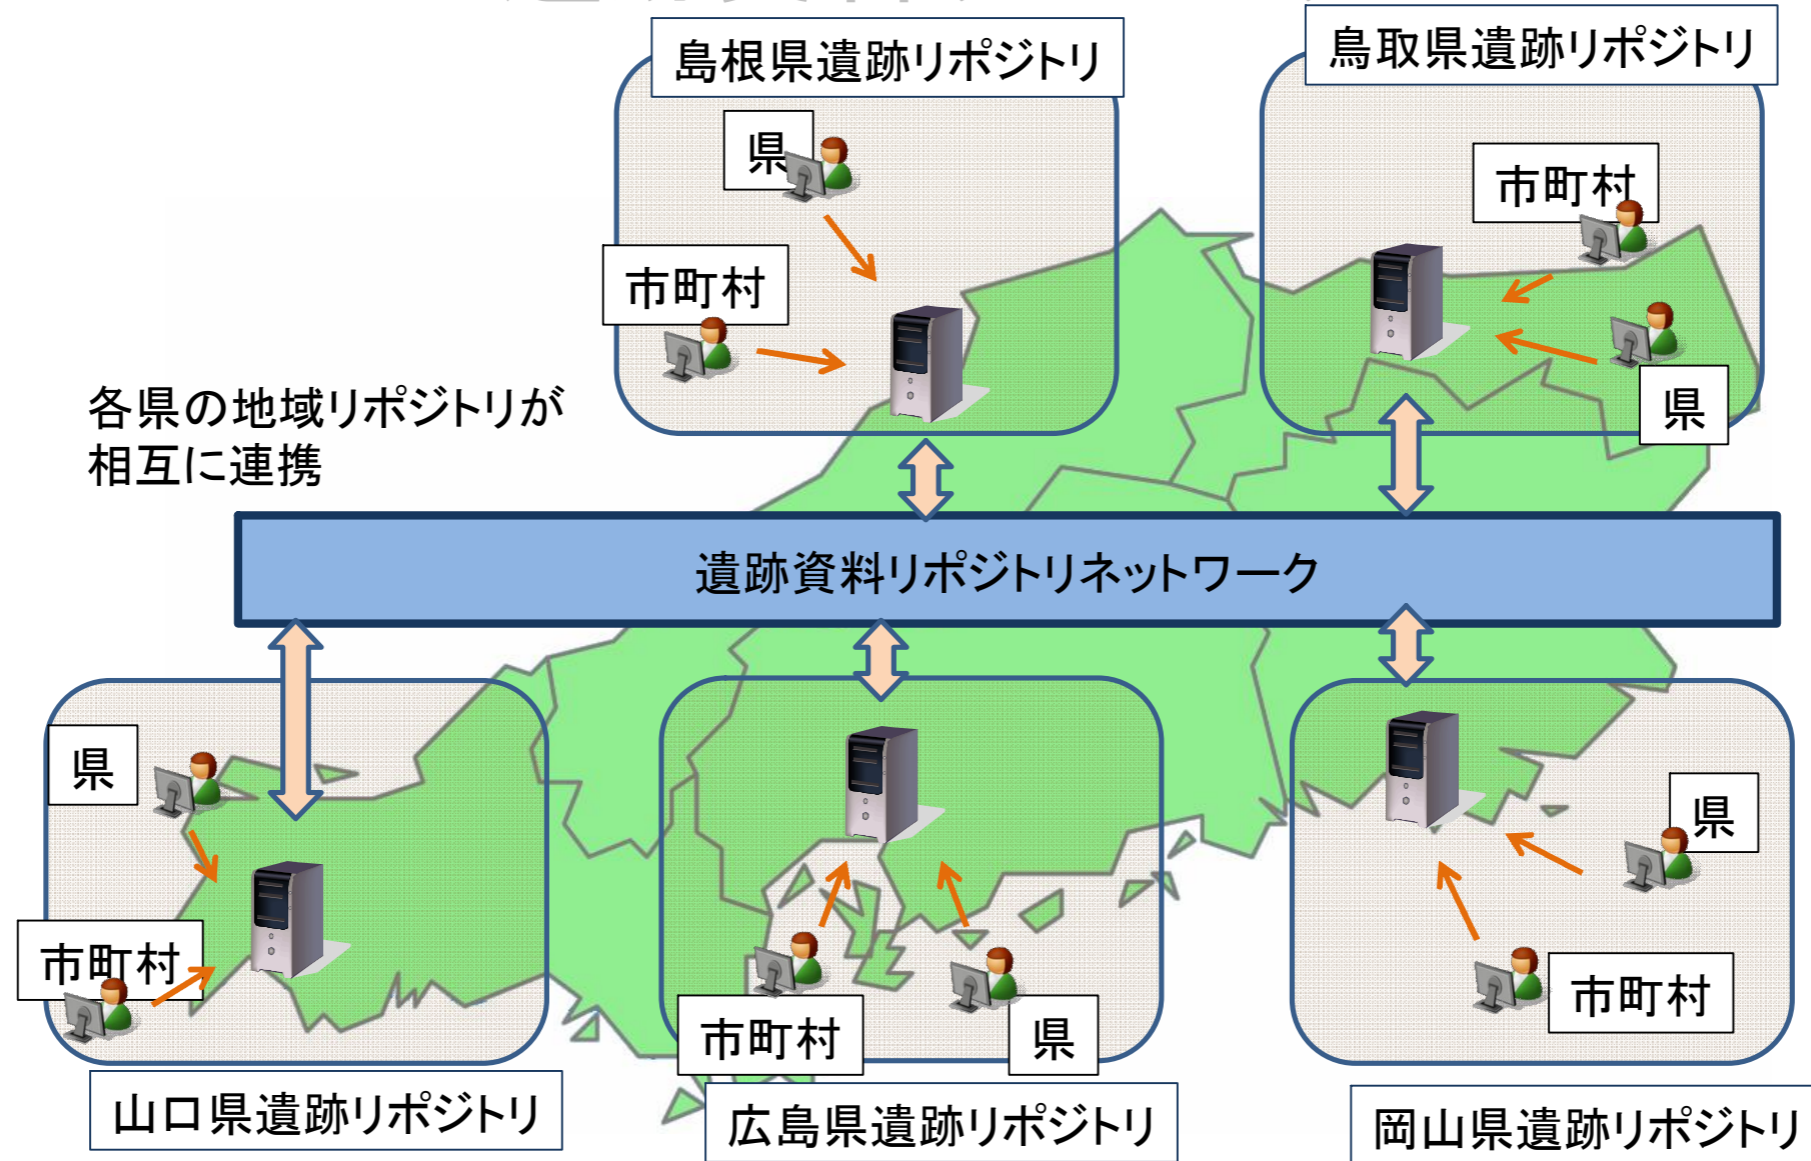 島根県遺跡リポジトリ
鳥取県遺跡リポジトリ
県
市町村
市町村
県
各県の地域リポジトリが
相互に連携
遺跡資料リポジトリネットワーク
県
市町村
山口県遺跡リポジトリ
市町村
県
広島県遺跡リポジトリ
県
市町村
岡山県遺跡リポジトリ